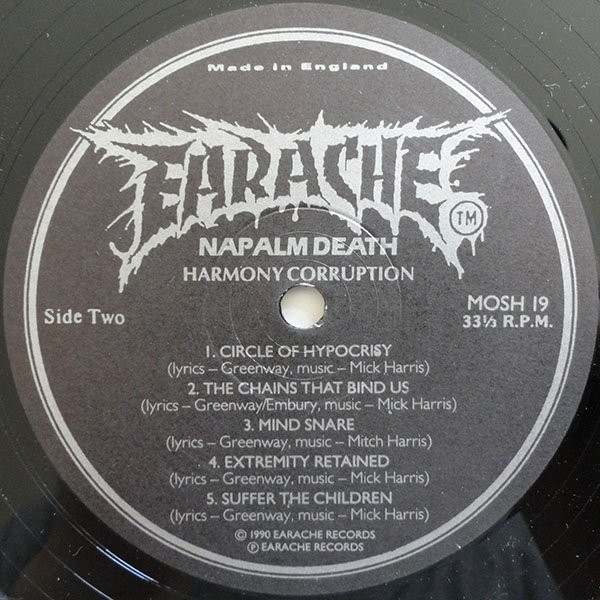 Made in England
EARACHE TM
NAPALM DEATH
HARMONY CORRUPTION
Side Two
MOSH 19
33⅓ R.P.M.
1. CIRCLE OF HYPOCRISY
(lyrics – Greenway, music – Mick Harris)
2. THE CHAINS THAT BIND US
(lyrics – Greenway/Embury, music – Mick Harris)
3. MIND SNARE
(lyrics – Greenway, music – Mitch Harris)
4. EXTREMITY RETAINED
(lyrics – Greenway, music – Mick Harris)
5. SUFFER THE CHILDREN
(lyrics – Greenway, music – Mick Harris)
© 1990 EARACHE RECORDS
℗ EARACHE RECORDS